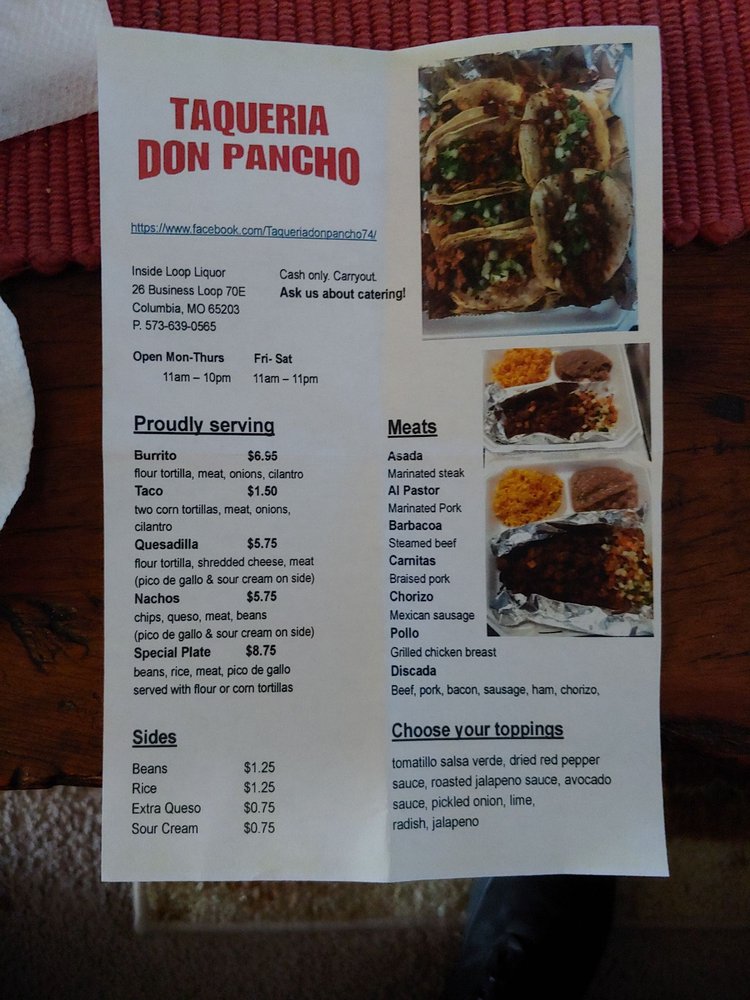 TAQUERIA
DON PANCHO
https://www.facebook.com/Taqueriadonpancho74/
Inside Loop Liquor
26 Business Loop 70E
Columbia, MO 65203
P. 573-639-0565
Cash only. Carryout.
Ask us about catering!
Open Mon-Thurs Fri- Sat
11am – 10pm 11am – 11pm
Proudly serving
Burrito $6.95
flour tortilla, meat, onions, cilantro
Taco $1.50
two corn tortillas, meat, onions,
cilantro
Quesadilla $5.75
flour tortilla, shredded cheese, meat
(pico de gallo & sour cream on side)
Nachos $5.75
chips, queso, meat, beans
(pico de gallo & sour cream on side)
Special Plate $8.75
beans, rice, meat, pico de gallo
served with flour or corn tortillas
Sides
Beans $1.25
Rice $1.25
Extra Queso $0.75
Sour Cream $0.75
Meats
Asada
Marinated steak
Al Pastor
Marinated Pork
Barbacoa
Steamed beef
Carnitas
Braised pork
Chorizo
Mexican sausage
Pollo
Grilled chicken breast
Discada
Beef, pork, bacon, sausage, ham, chorizo,
Choose your toppings
tomatillo salsa verde, dried red pepper
sauce, roasted jalapeno sauce, avocado
sauce, pickled onion, lime,
radish, jalapeno